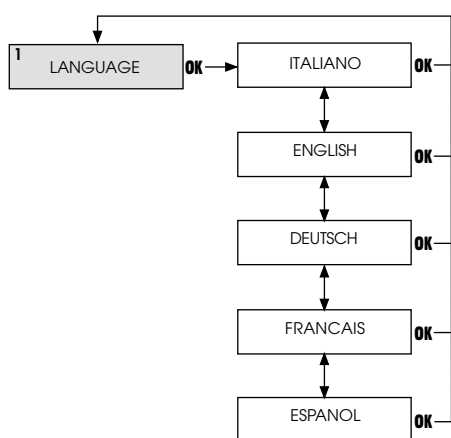 1
LANGUAGE OK ITALIANO OK
ENGLISH OK
DEUTSCH OK
FRANCAIS OK
ESPANOL OK